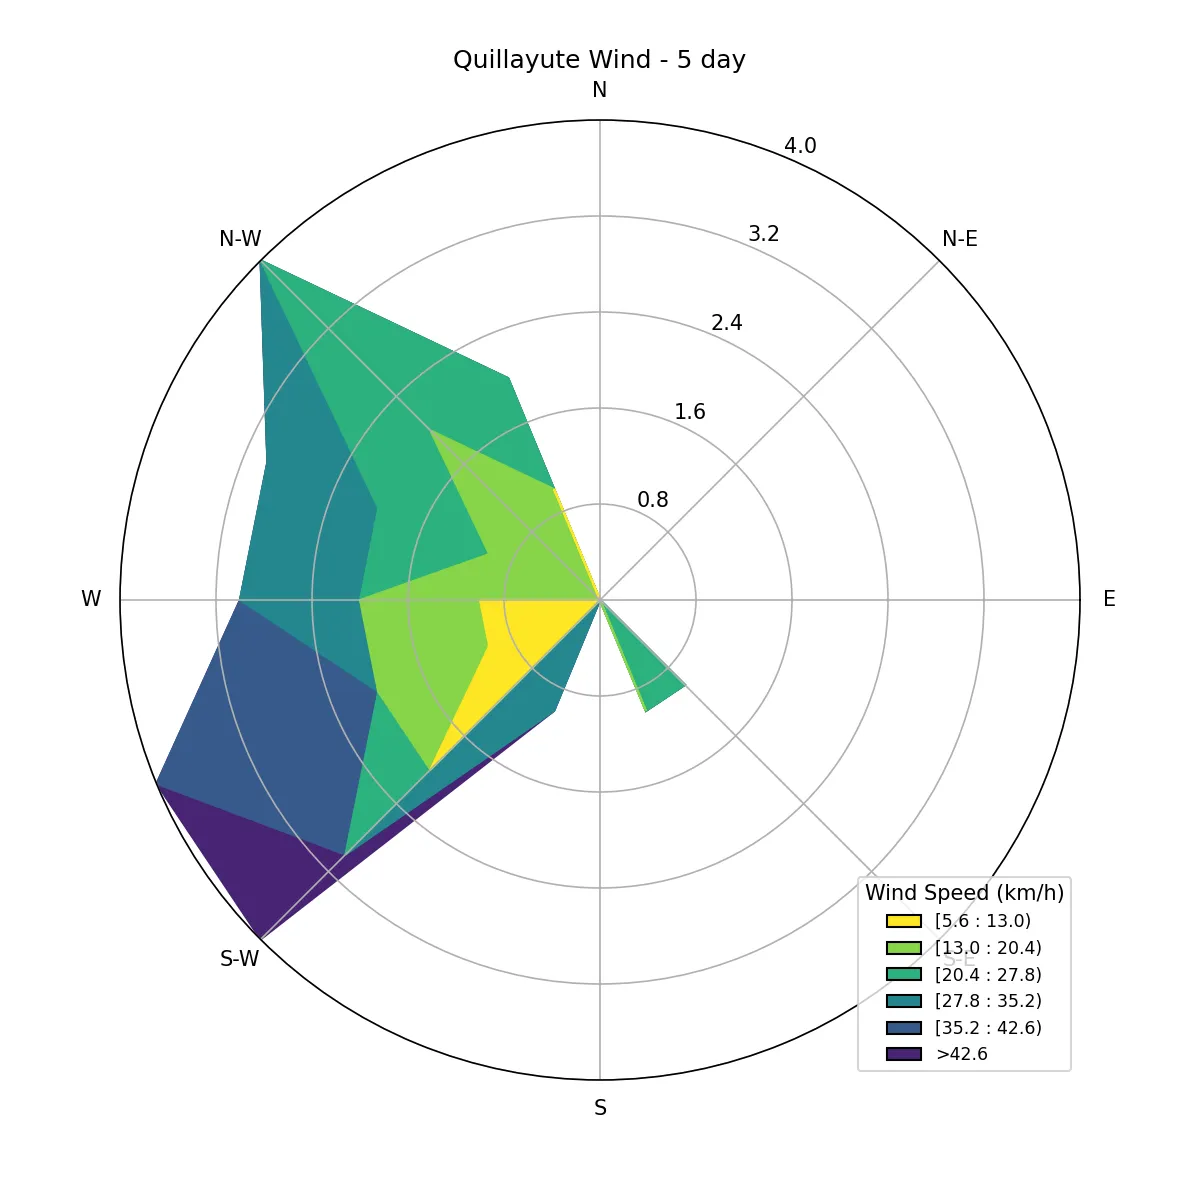 Quillayute Wind - 5 day
N
4.0
N-W
3.2
N-E
2.4
1.6
0.8
W
E
Wind Speed (km/h)
[5.6 : 13.0)
[13.0 : 20.4)
S-W
S-E
[20.4 : 27.8)
[27.8 : 35.2)
[35.2 : 42.6)
>42.6
S